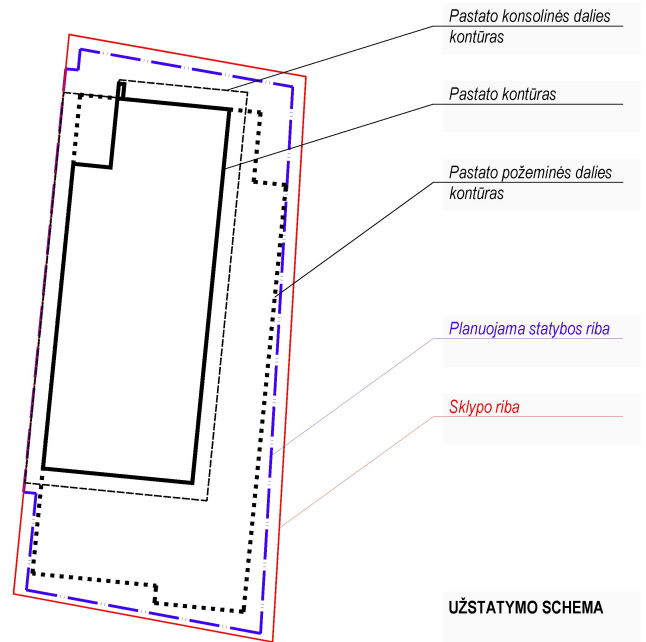 Pastato konsolinės dalies
kontūras
Pastato kontūras
Pastato požeminės dalies
kontūras
Planuojama statybos riba
Sklypo riba
UŽSTATYMO SCHEMA